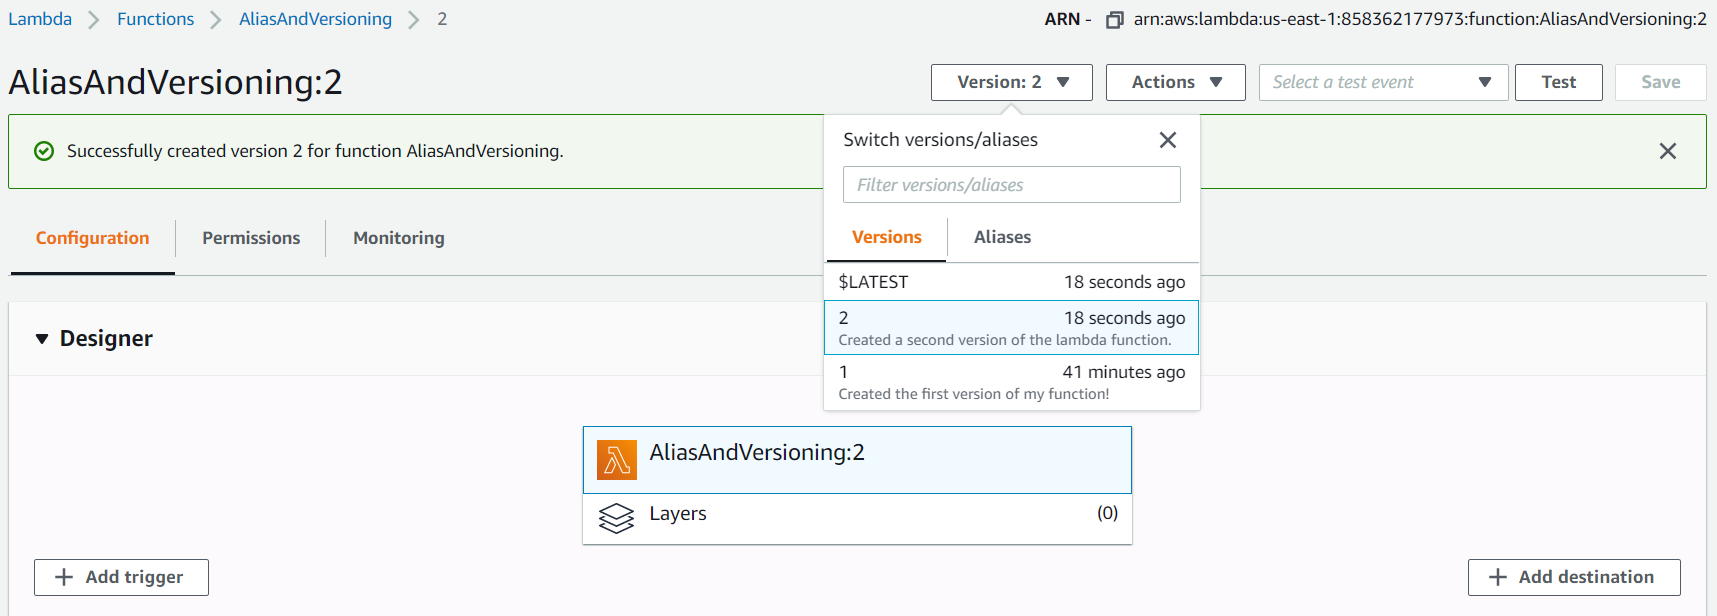 Lambda > Functions > AliasAndVersioning > 2
ARN - arn:aws:lambda:us-east-1:858362177973:function:AliasAndVersioning:2
AliasAndVersioning:2
Version: 2
Actions
Select a test event
Test
Save
Successfully created version 2 for function AliasAndVersioning.
Switch versions/aliases
Filter versions/aliases
Versions
Aliases
$LATEST 18 seconds ago
2 18 seconds ago
Created a second version of the lambda function.
1 41 minutes ago
Created the first version of my function!
Configuration
Permissions
Monitoring
Designer
AliasAndVersioning:2
Layers (0)
+ Add trigger
+ Add destination